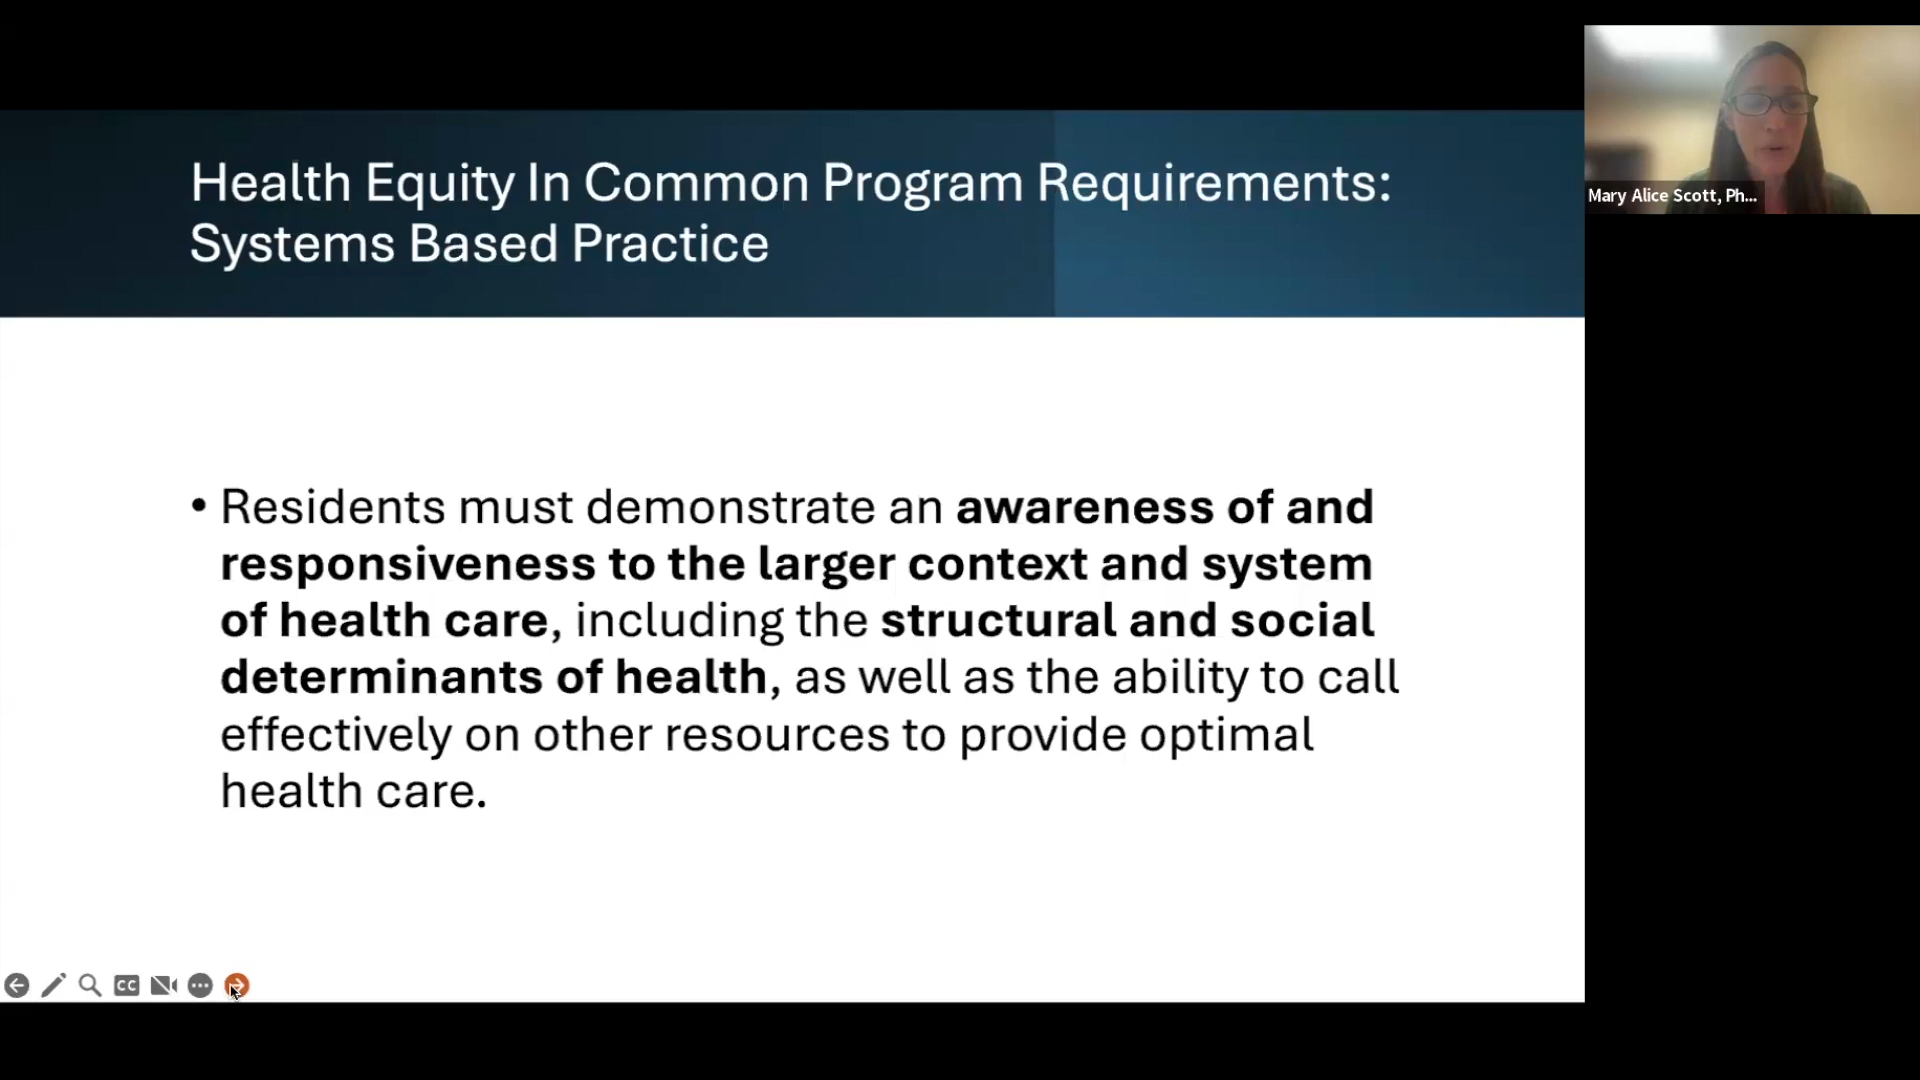 Health Equity In Common Program Requirements:
Systems Based Practice
Mary Alice Scott, Ph...
• Residents must demonstrate an awareness of and
responsiveness to the larger context and system
of health care, including the structural and social
determinants of health, as well as the ability to call
effectively on other resources to provide optimal
health care.
CC